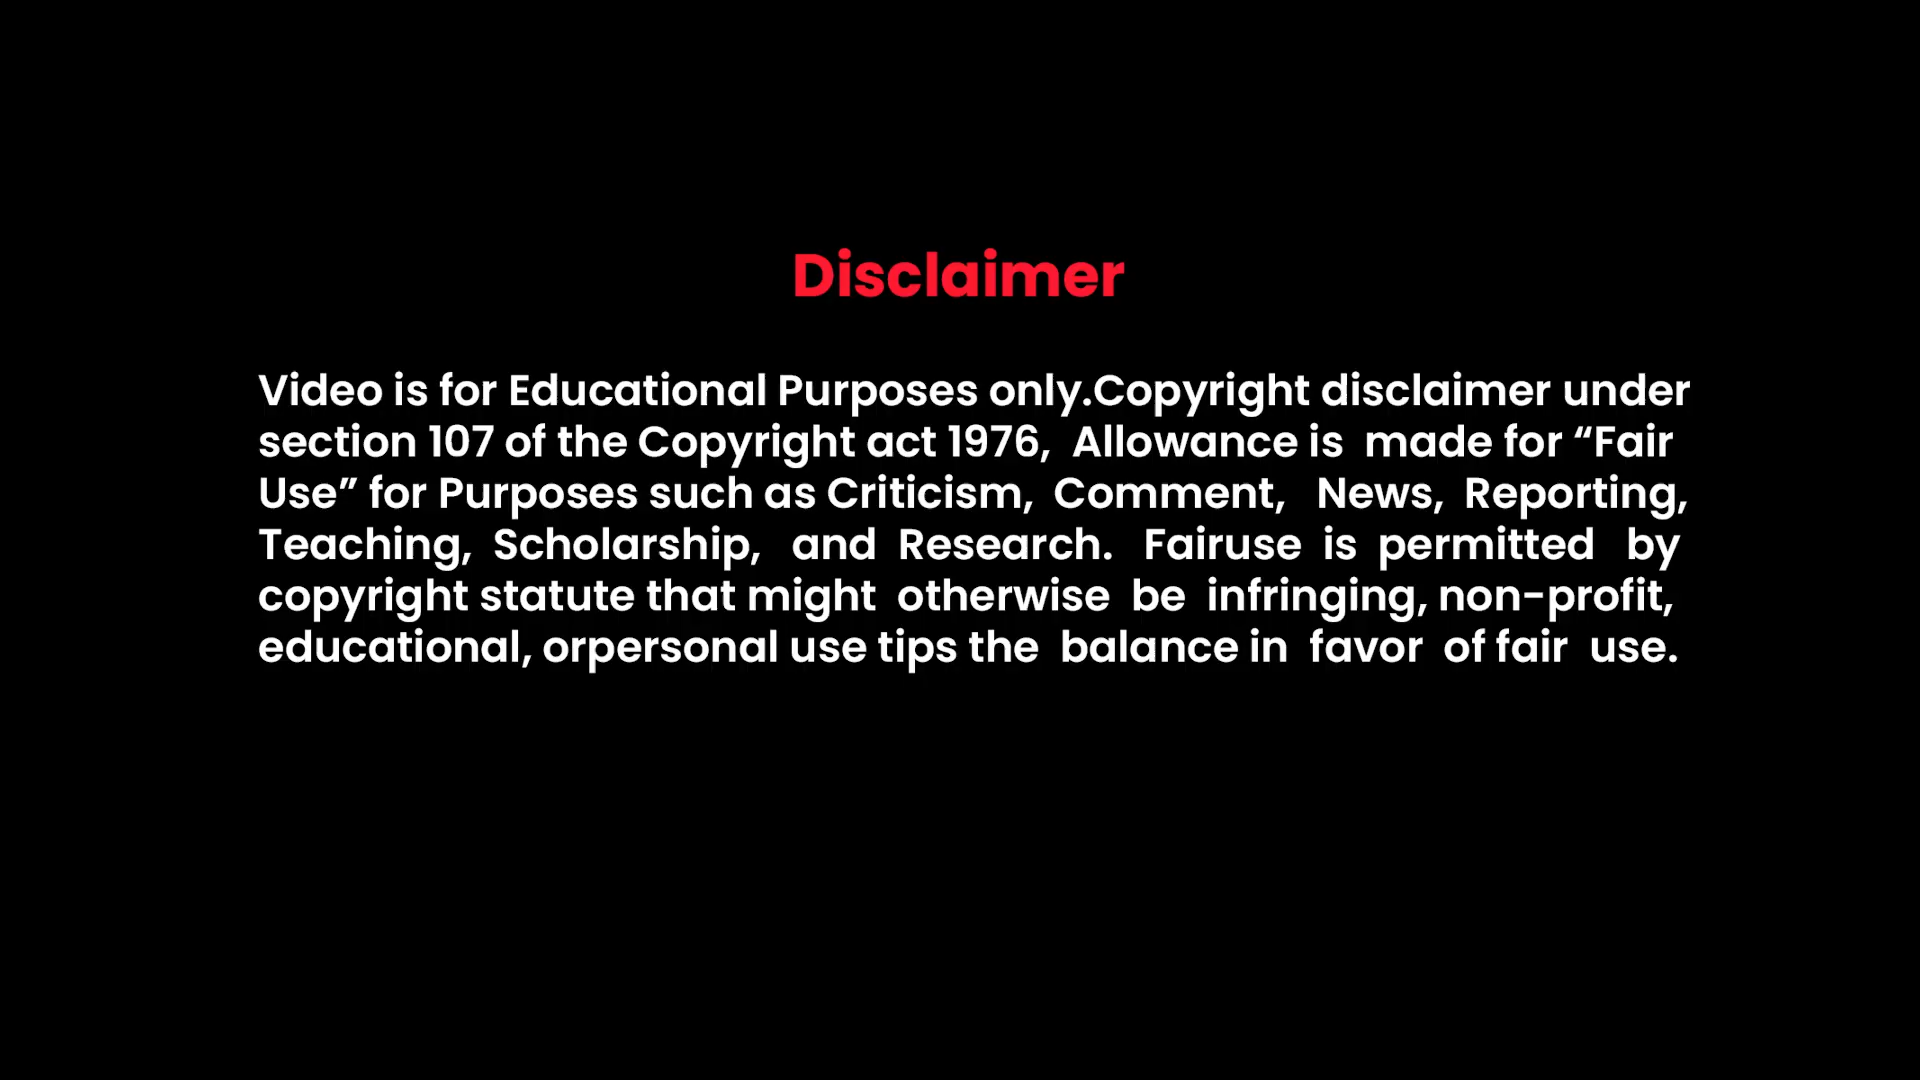 Disclaimer
Video is for Educational Purposes only.Copyright disclaimer under
section 107 of the Copyright act 1976, Allowance is made for “Fair
Use” for Purposes such as Criticism, Comment, News, Reporting,
Teaching, Scholarship, and Research. Fairuse is permitted by
copyright statute that might otherwise be infringing, non-profit,
educational, orpersonal use tips the balance in favor of fair use.